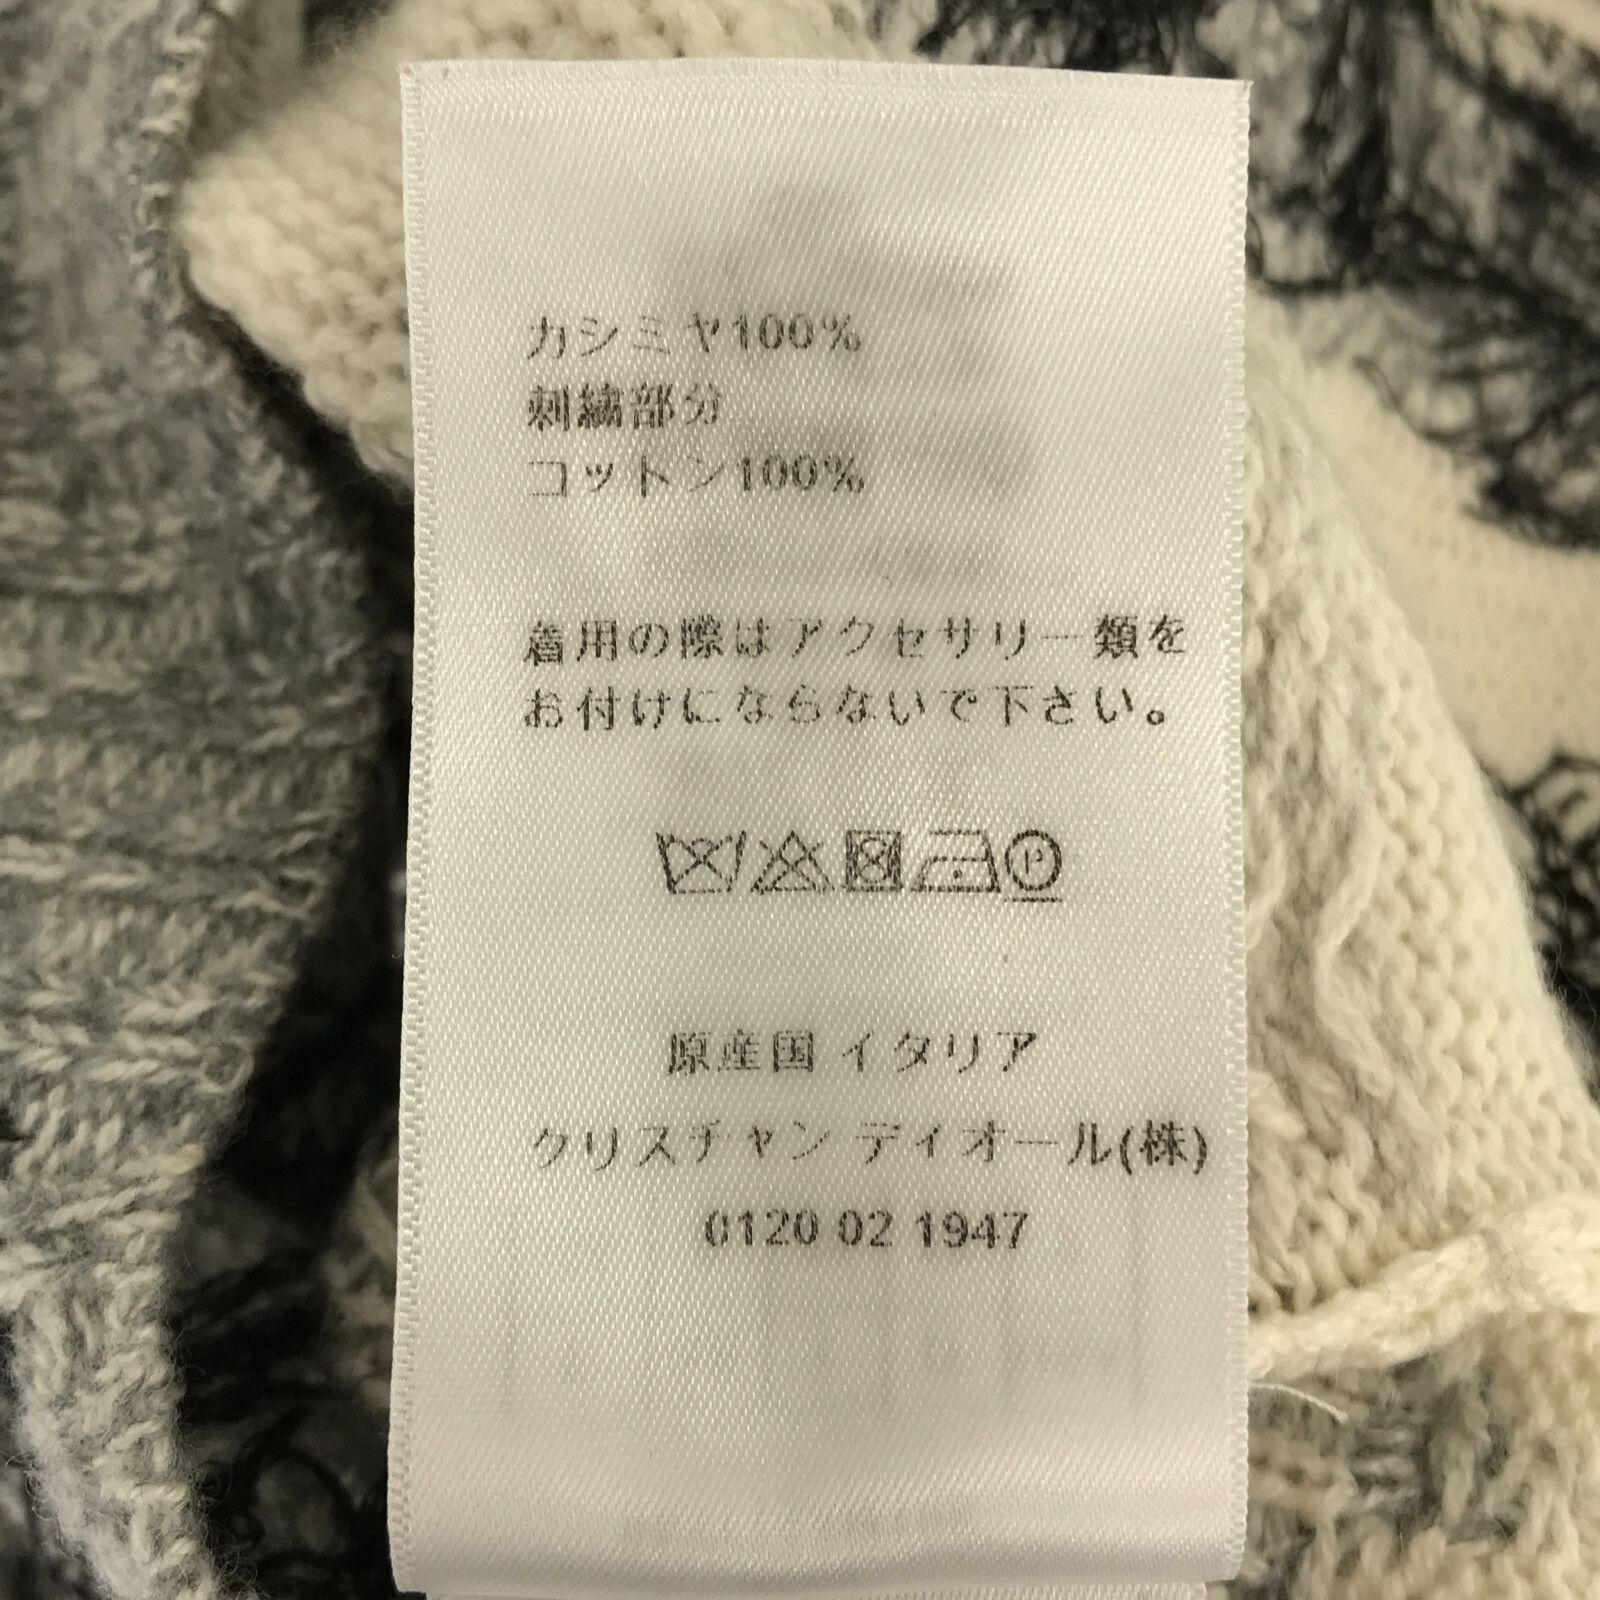 カシミヤ100%
刺繍部分
コットン100%
着用の際はアクセサリー類を
お付けにならないで下さい。
P
原産国 イタリア
クリスチャン ディオール(株)
0120 02 1947